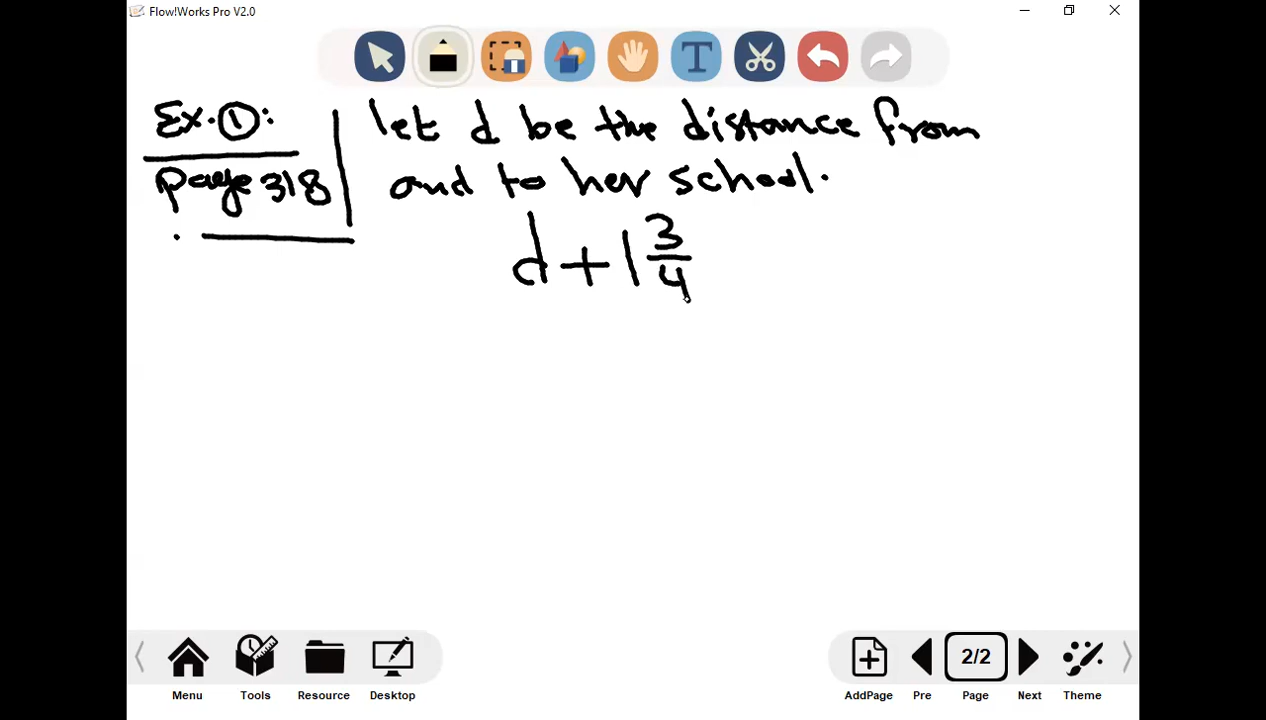 Flow!Works Pro V2.0
T
Ex. ①:
page 318
let d be the distance from
and to her school.
d + 1 3/4
Menu
Tools
Resource
Desktop
AddPage
Pre
2/2
Page
Next
Theme